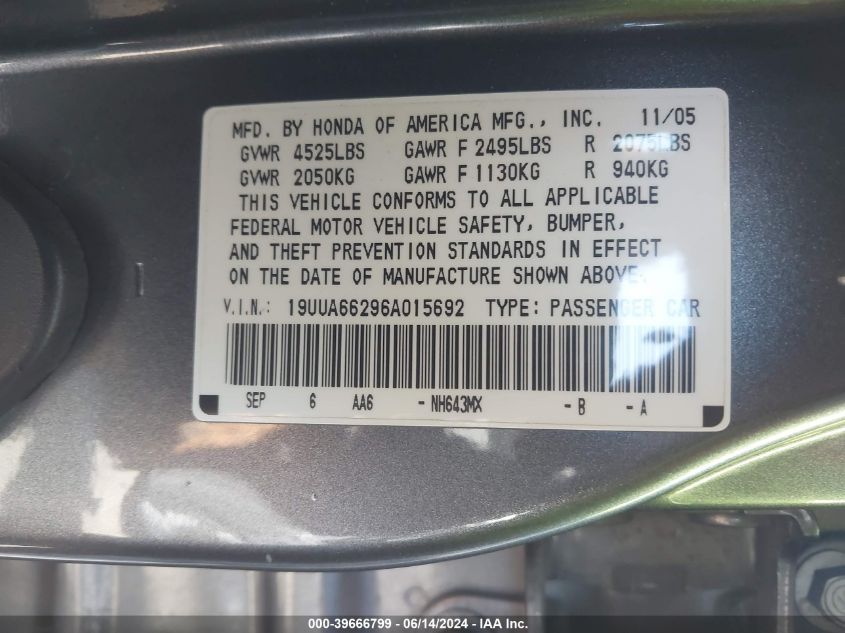 MFD. BY HONDA OF AMERICA MFG., INC. 11/05
GVWR 4525LBS GAWR F 2495LBS R 2075LBS
GVWR 2050KG GAWR F 1130KG R 940KG
THIS VEHICLE CONFORMS TO ALL APPLICABLE
FEDERAL MOTOR VEHICLE SAFETY, BUMPER,
AND THEFT PREVENTION STANDARDS IN EFFECT
ON THE DATE OF MANUFACTURE SHOWN ABOVE.
V.I.N.: 19UUA66296A015692 TYPE: PASSENGER CAR
SEP 6 AA6 -NH643MX -B -A
000-39666799 - 06/14/2024 - IAAI.COM